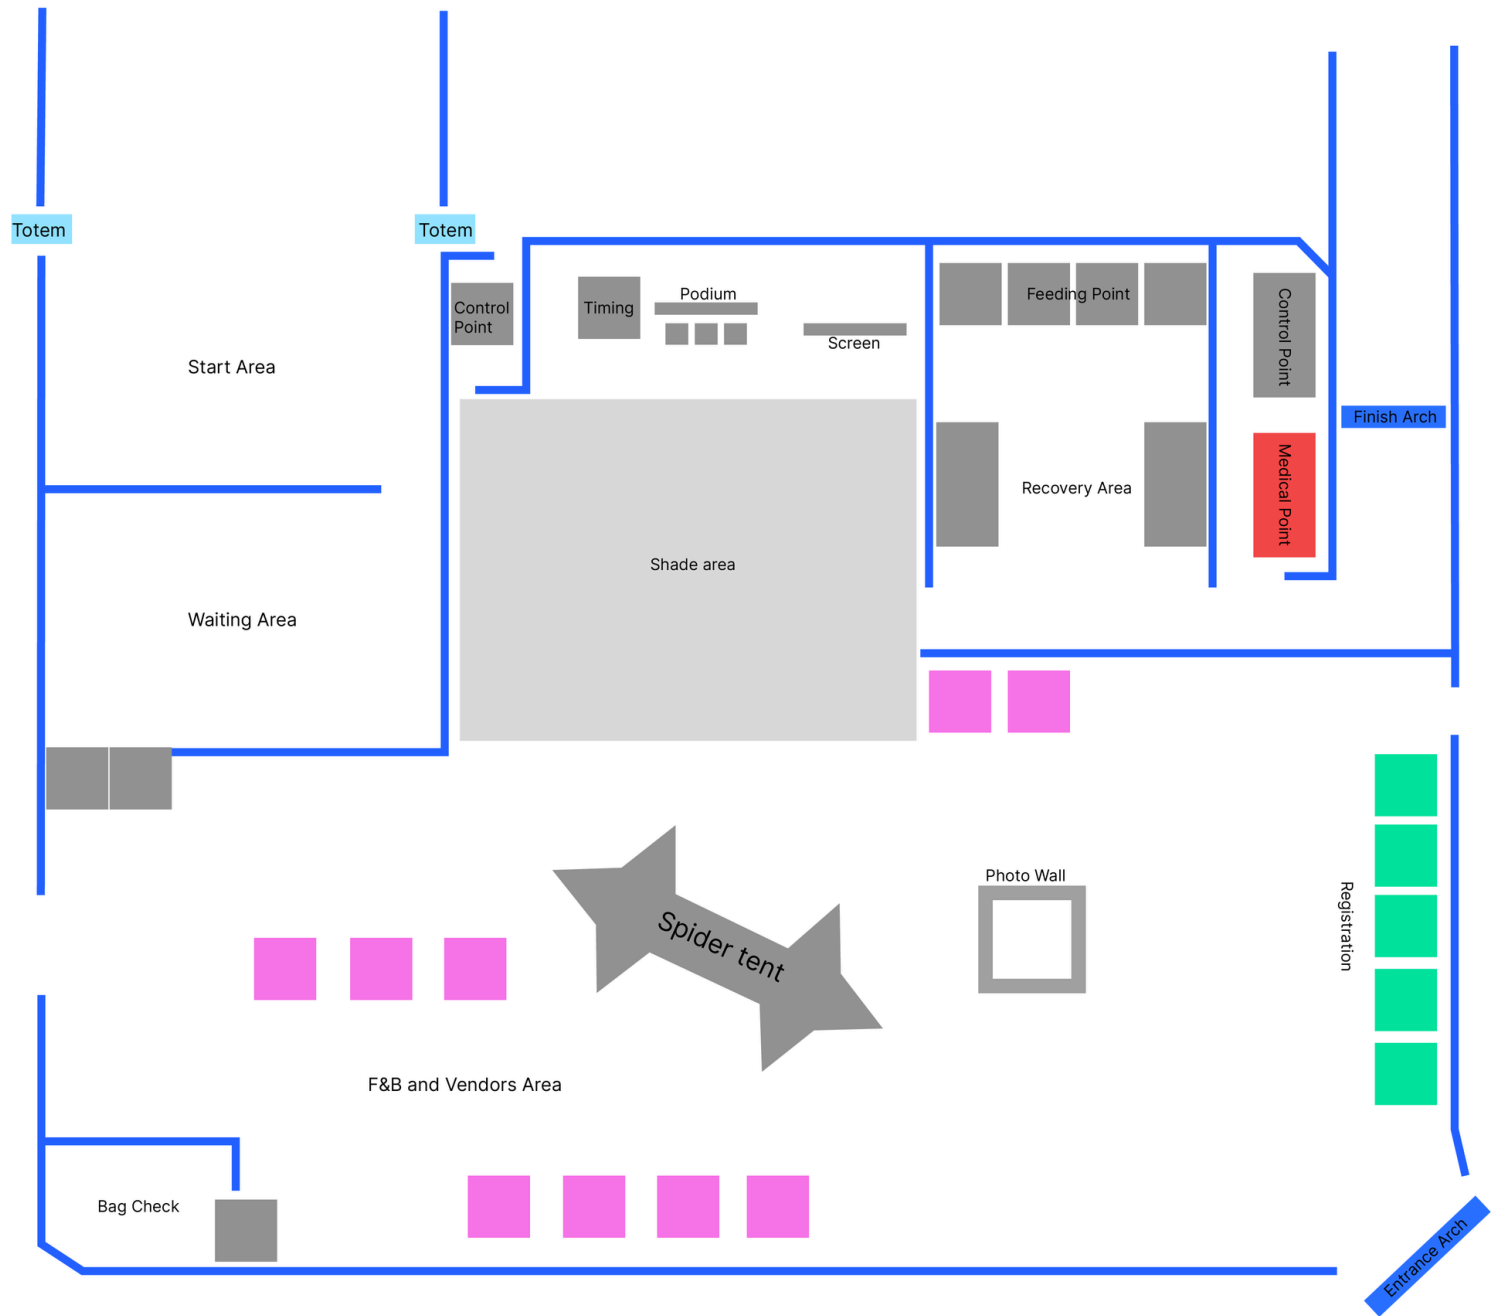 Totem
Totem
Control
Point
Timing
Podium
Screen
Feeding Point
Control Point
Start Area
Finish Arch
Medical Point
Recovery Area
Shade area
Waiting Area
Photo Wall
Spider tent
Registration
F&B and Vendors Area
Bag Check
Entrance Arch